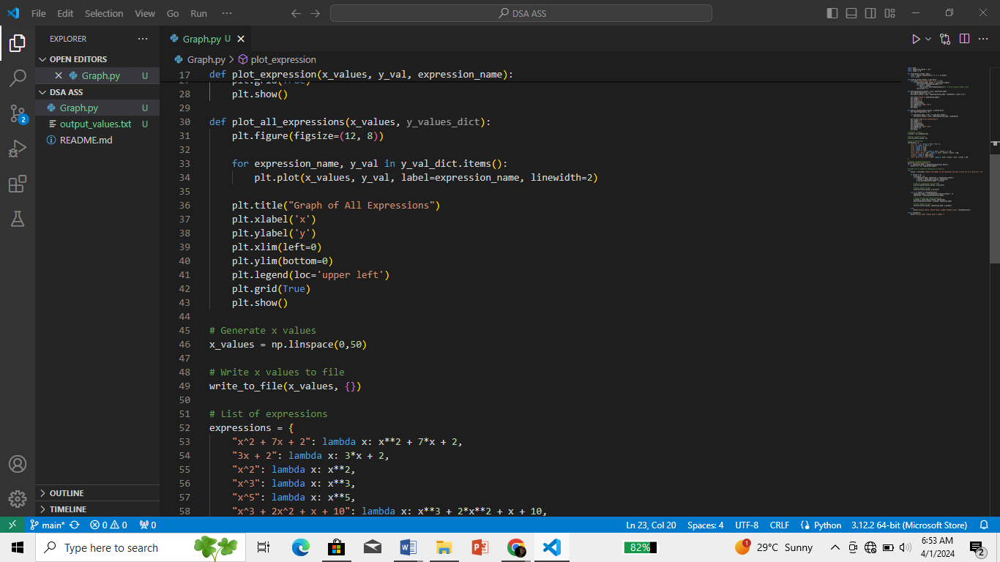 File Edit Selection View Go Run ··· DSA ASS
EXPLORER ···
OPEN EDITORS
Graph.py U
DSA ASS
Graph.py U
output_values.txt U
README.md
2
OUTLINE
TIMELINE
Graph.py U
Graph.py > plot_expression
17 def plot_expression(x_values, y_val, expression_name):
27 plt.grid(True)
28 plt.show()
29
30 def plot_all_expressions(x_values, y_values_dict):
31 plt.figure(figsize=(12, 8))
32
33 for expression_name, y_val in y_val_dict.items():
34 plt.plot(x_values, y_val, label=expression_name, linewidth=2)
35
36 plt.title("Graph of All Expressions")
37 plt.xlabel('x')
38 plt.ylabel('y')
39 plt.xlim(left=0)
40 plt.ylim(bottom=0)
41 plt.legend(loc='upper left')
42 plt.grid(True)
43 plt.show()
44
45 # Generate x values
46 x_values = np.linspace(0,50)
47
48 # Write x values to file
49 write_to_file(x_values, {})
50
51 # List of expressions
52 expressions = {
53 "x^2 + 7x + 2": lambda x: x**2 + 7*x + 2,
54 "3x + 2": lambda x: 3*x + 2,
55 "x^2": lambda x: x**2,
56 "x^3": lambda x: x**3,
57 "x^5": lambda x: x**5,
58 "x^3 + 2x^2 + x + 10": lambda x: x**3 + 2*x**2 + x + 10,
main* 0 0 0 Ln 23, Col 20 Spaces: 4 UTF-8 CRLF Python 3.12.2 64-bit (Microsoft Store)
Type here to search 82% 1 29°C Sunny 6:53 AM
4/1/2024 2